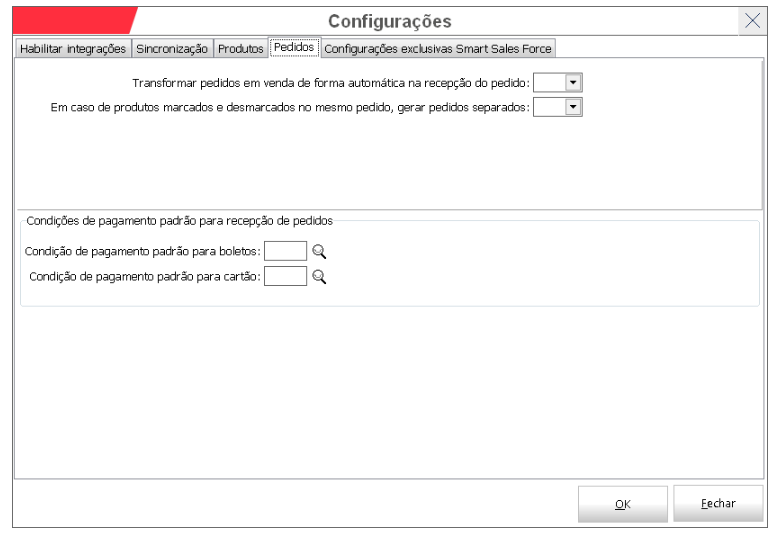 Configurações
Habilitar integrações Sincronização Produtos Pedidos Configurações exclusivas Smart Sales Force
Transformar pedidos em venda de forma automática na recepção do pedido:
Em caso de produtos marcados e desmarcados no mesmo pedido, gerar pedidos separados:
Condições de pagamento padrão para recepção de pedidos
Condição de pagamento padrão para boletos:
Condição de pagamento padrão para cartão:
OK Fechar